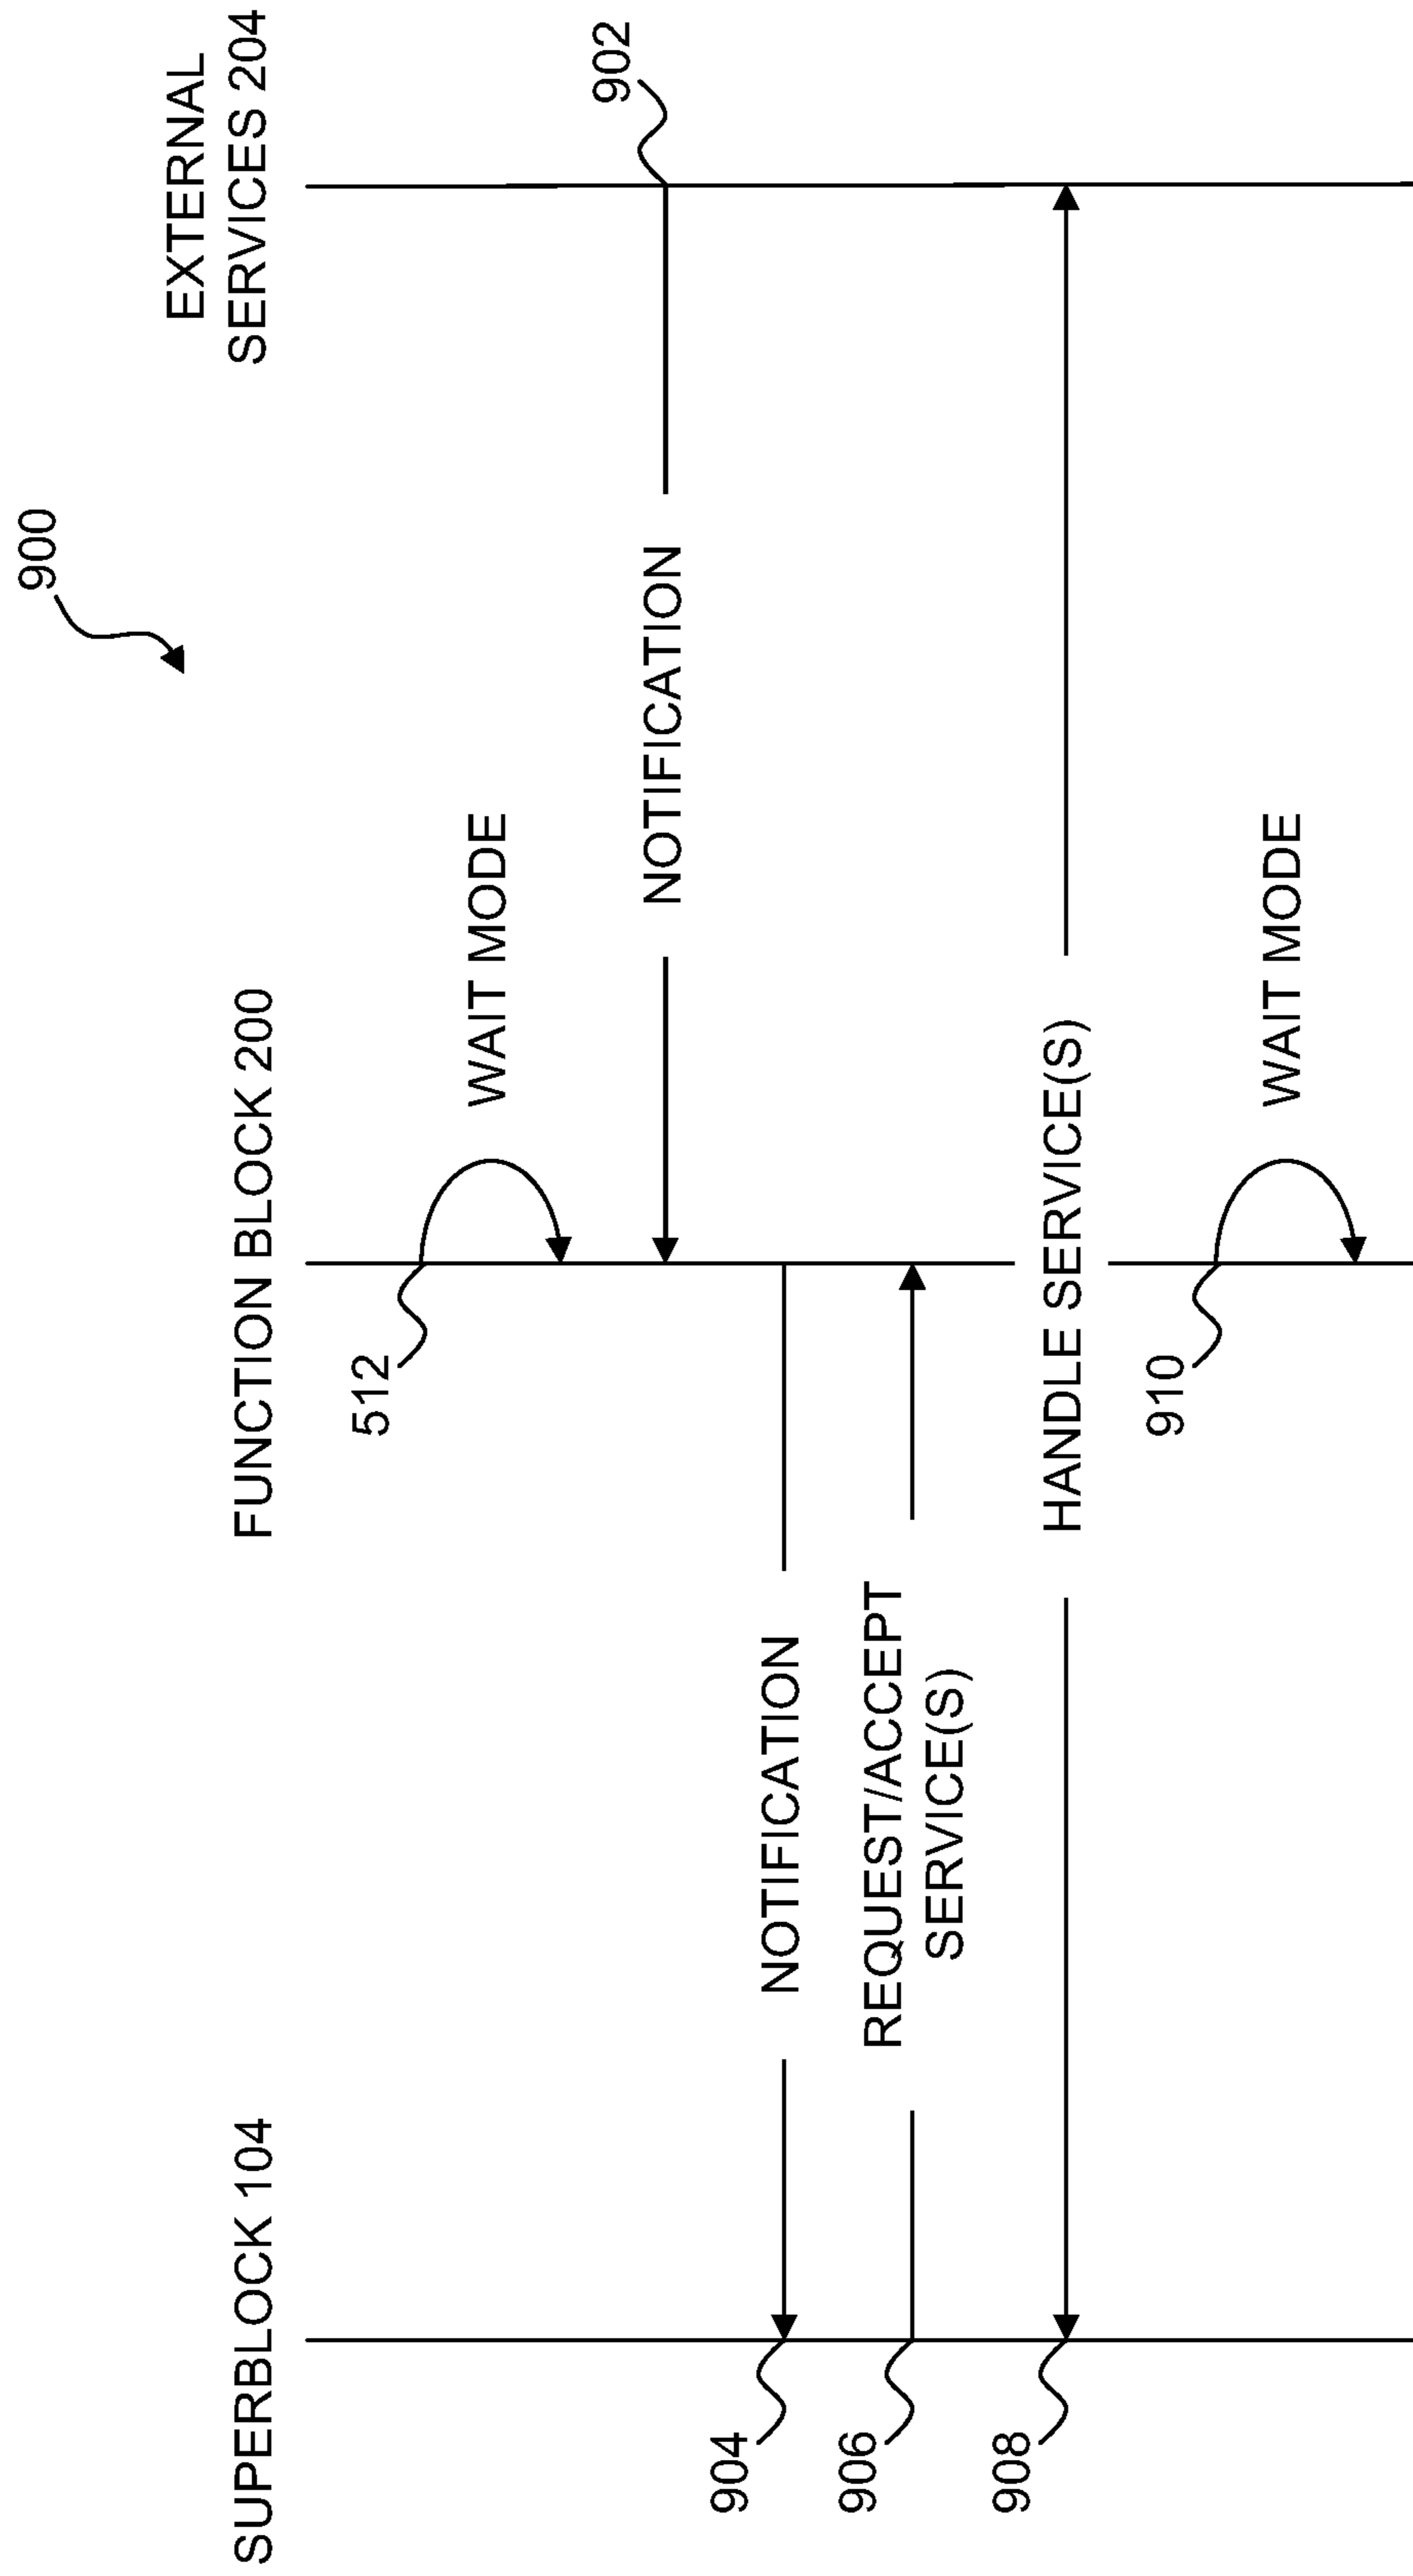 900
SUPERBLOCK 104
FUNCTION BLOCK 200
EXTERNAL
SERVICES 204
512
WAIT MODE
902
NOTIFICATION
904
NOTIFICATION
906
REQUEST/ACCEPT
SERVICE(S)
908
HANDLE SERVICE(S)
910
WAIT MODE